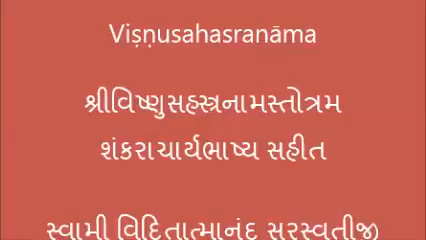 Viṣṇusahasranāma
શ્રીવિષ્ણુસહસ્ત્રનામસ્તોત્રમ
શંકરાચાર્યભાષ્ય સહીત
સ્વામી વિદિતાત્માનંદ સરસ્વતીજી